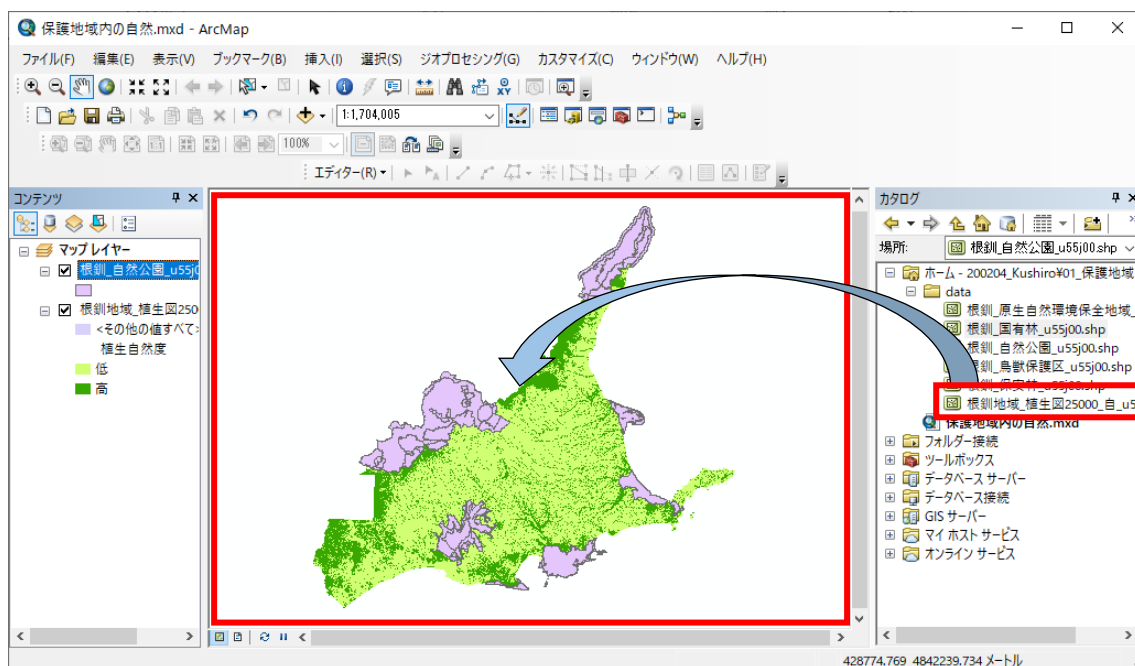 保護地域内の自然.mxd - ArcMap
ファイル(F) 編集(E) 表示(V) ブックマーク(B) 挿入(I) 選択(S) ジオプロセシング(G) カスタマイズ(C) ウィンドウ(W) ヘルプ(H)
1:1,704,005
100%
エディター(R)
コンテンツ
マップ レイヤー
根釧_自然公園_u55j0
根釧地域_植生図250
<その他の値すべて>
植生自然度
低
高
カタログ
場所: 根釧_自然公園_u55j00.shp
ホーム - 200204_Kushiro¥01_保護地域
data
根釧_原生自然環境保全地域_
根釧_国有林_u55j00.shp
根釧_自然公園_u55j00.shp
根釧_鳥獣保護区_u55j00.shp
根釧_保安林_u55j00.shp
根釧地域_植生図25000_自_u5
保護地域内の自然.mxd
フォルダー接続
ツールボックス
データベース サーバー
データベース接続
GIS サーバー
マイ ホスト サービス
オンライン サービス
428774.769 4842239.734 メートル